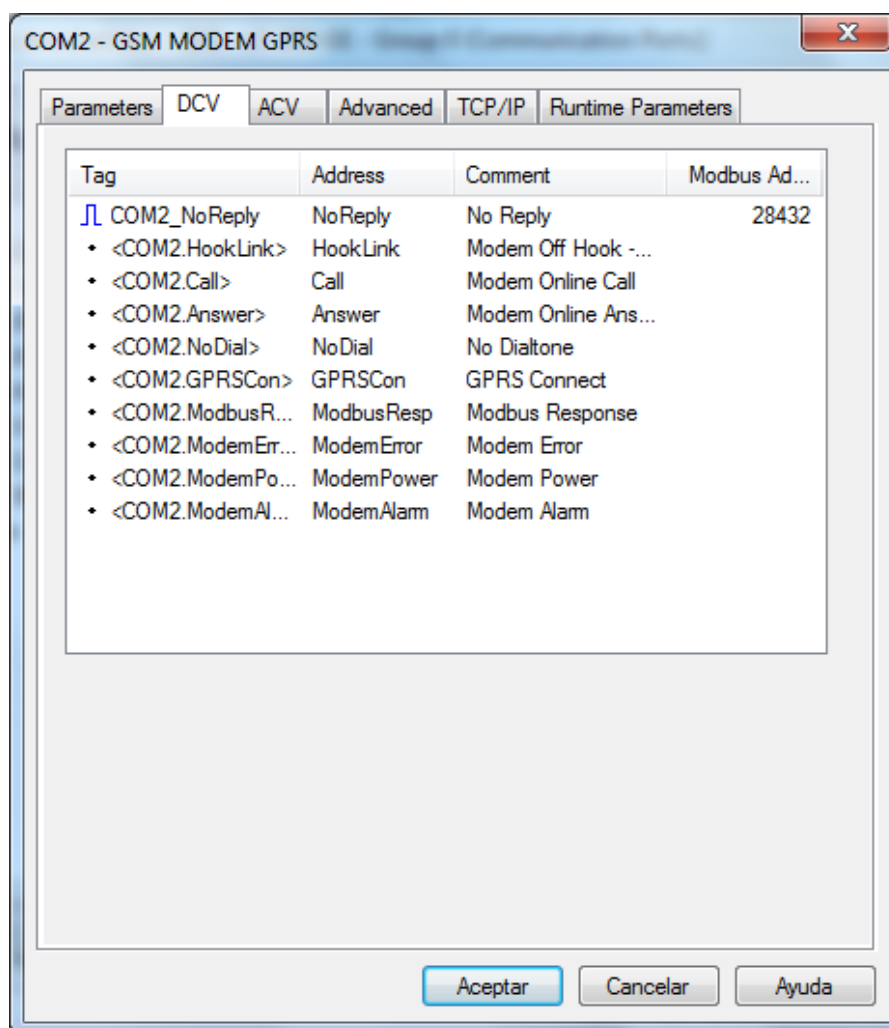 COM2 - GSM MODEM GPRS
Parameters DCV ACV Advanced TCP/IP Runtime Parameters
Tag Address Comment Modbus Ad...
COM2_NoReply NoReply No Reply 28432
<COM2.HookLink> HookLink Modem Off Hook -...
<COM2.Call> Call Modem Online Call
<COM2.Answer> Answer Modem Online Ans...
<COM2.NoDial> NoDial No Dialtone
<COM2.GPRSCon> GPRSCon GPRS Connect
<COM2.ModbusR... ModbusResp Modbus Response
<COM2.ModemErr... ModemError Modem Error
<COM2.ModemPo... ModemPower Modem Power
<COM2.ModemAl... ModemAlarm Modem Alarm
Aceptar Cancelar Ayuda